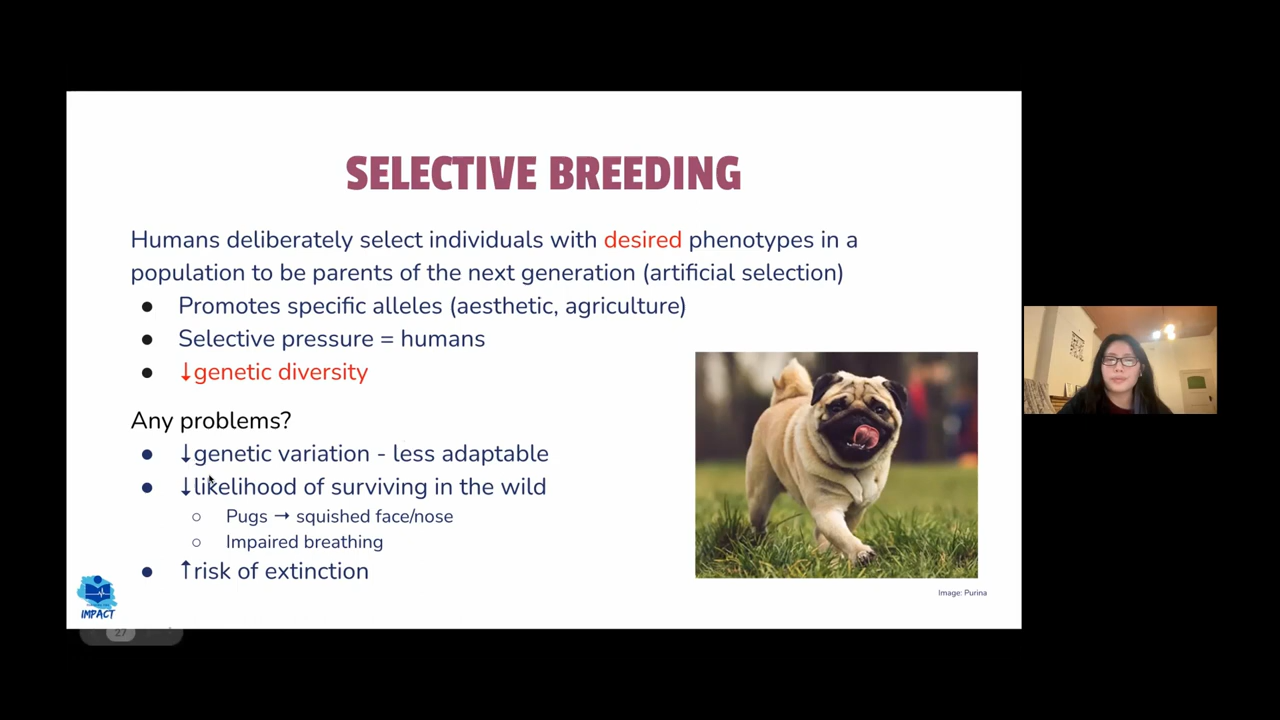 SELECTIVE BREEDING
Humans deliberately select individuals with desired phenotypes in a
population to be parents of the next generation (artificial selection)
● Promotes specific alleles (aesthetic, agriculture)
● Selective pressure = humans
● ↓genetic diversity
Any problems?
● ↓genetic variation - less adaptable
● ↓likelihood of surviving in the wild
○ Pugs → squished face/nose
○ Impaired breathing
● ↑risk of extinction
Image: Purina
IMPACT
27